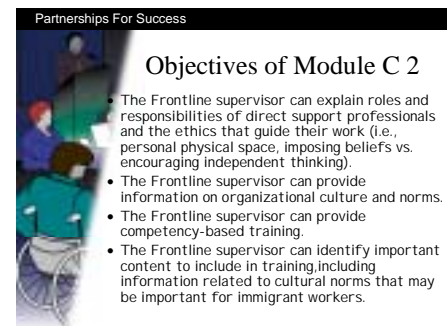 Partnerships For Success
Objectives of Module C 2
• The Frontline supervisor can explain roles and
responsibilities of direct support professionals
and the ethics that guide their work (i.e.,
personal physical space, imposing beliefs vs.
encouraging independent thinking).
• The Frontline supervisor can provide
information on organizational culture and norms.
• The Frontline supervisor can provide
competency-based training.
• The Frontline supervisor can identify important
content to include in training,including
information related to cultural norms that may
be important for immigrant workers.